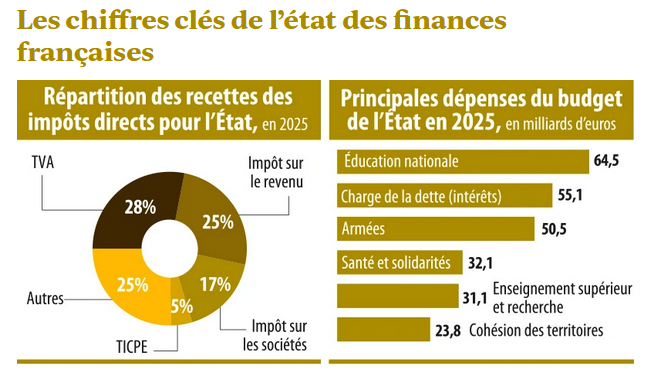 Les chiffres clés de l’état des finances
françaises
Répartition des recettes des
impôts directs pour l’État, en 2025
TVA
28%
Impôt sur
le revenu
25%
25%
17%
5%
Autres
Impôt sur
les sociétés
TICPE
Principales dépenses du budget
de l’État en 2025, en milliards d’euros
Éducation nationale 64,5
Charge de la dette (intérêts) 55,1
Armées 50,5
Santé et solidarités 32,1
31,1 Enseignement supérieur
et recherche
23,8 Cohésion des territoires